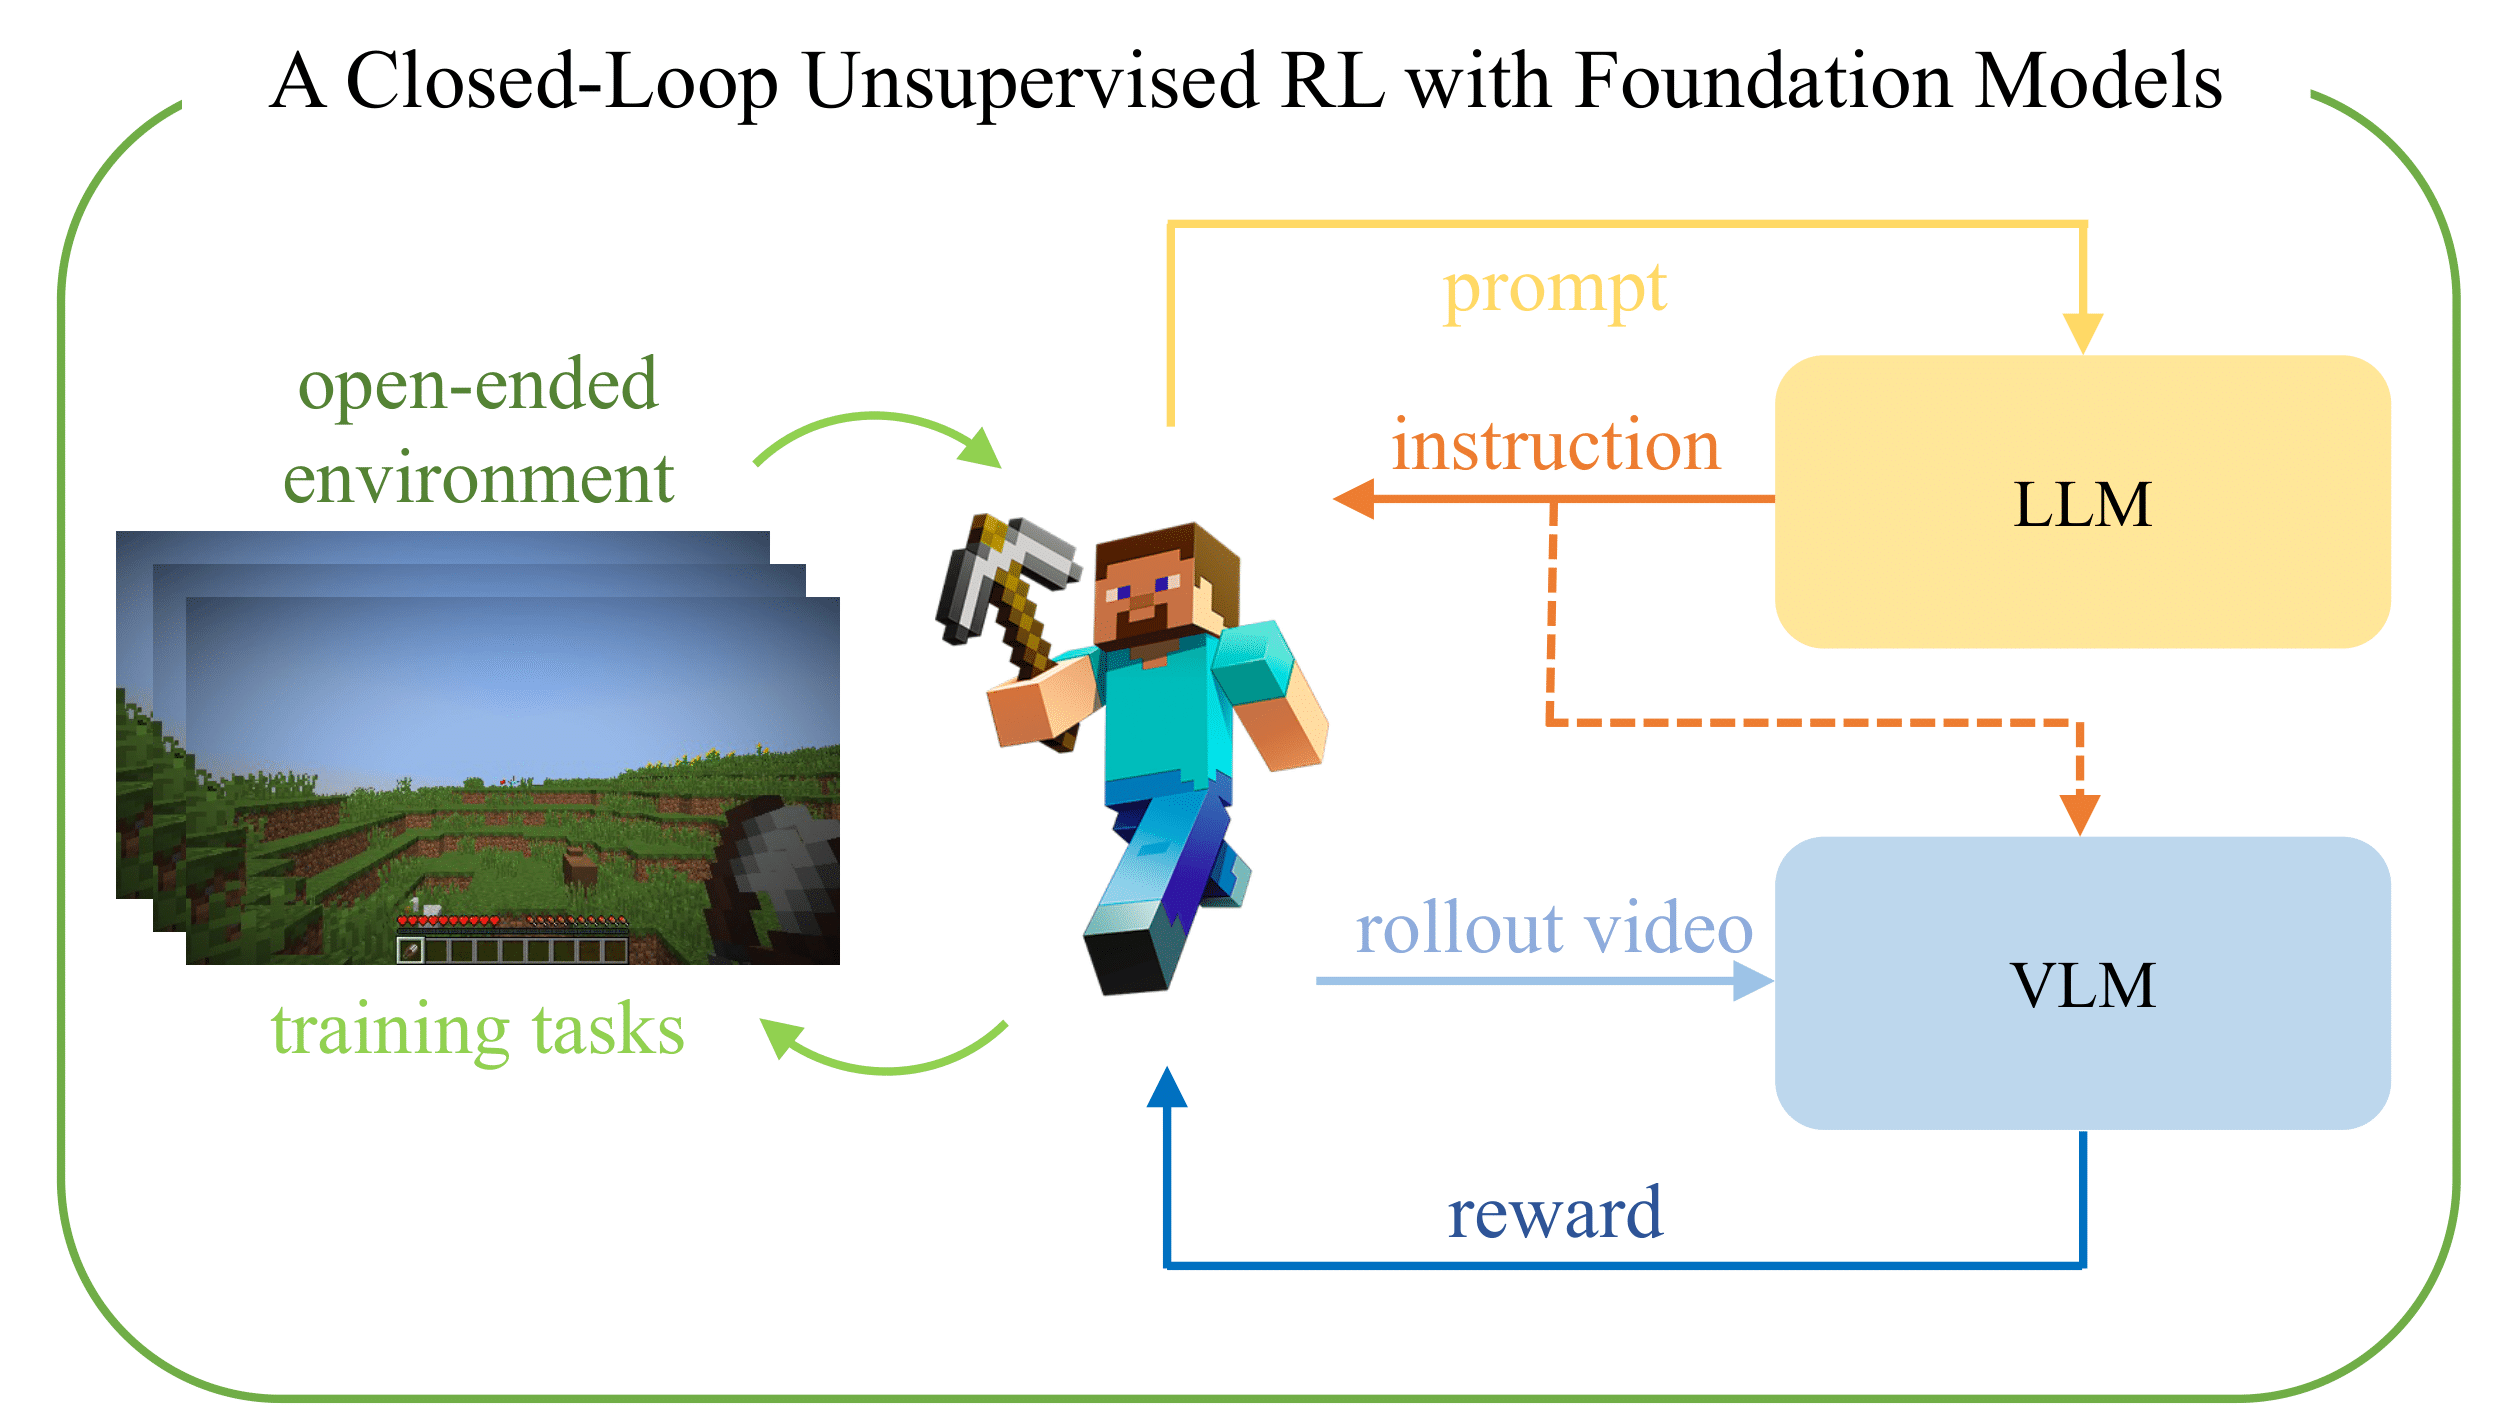 A Closed-Loop Unsupervised RL with Foundation Models
open-ended
environment
training tasks
prompt
instruction
LLM
rollout video
VLM
reward